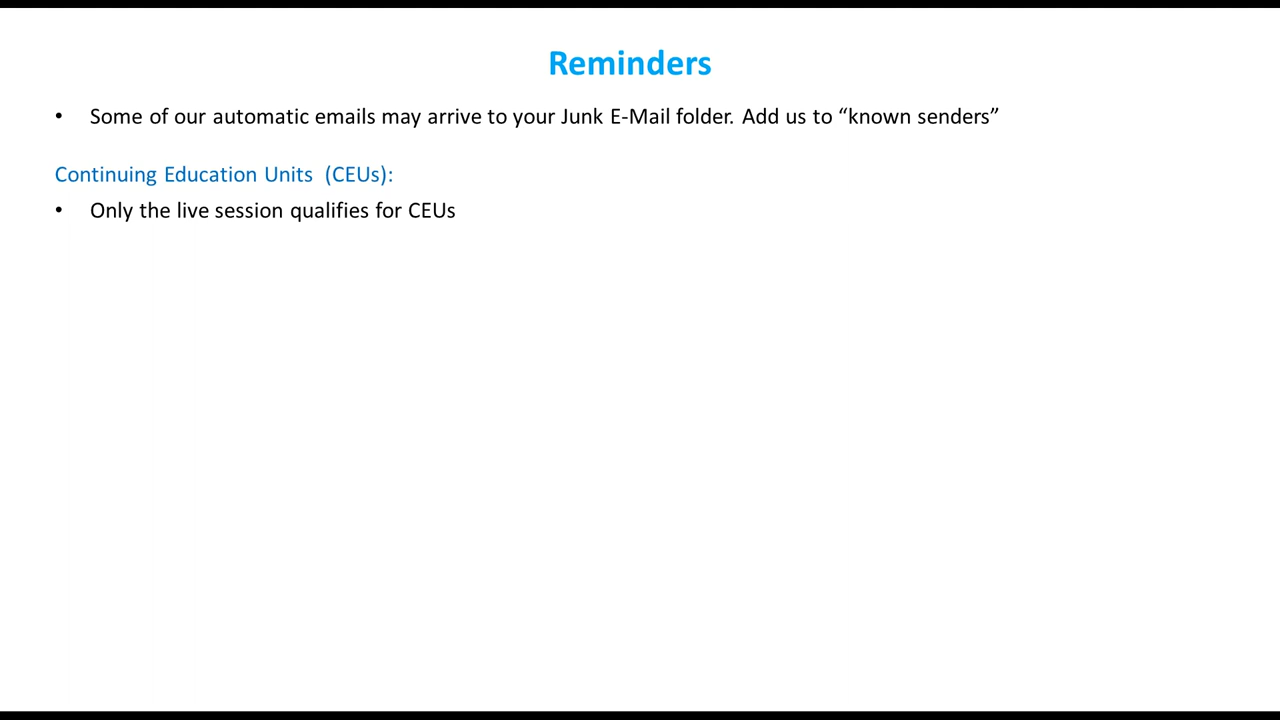 Reminders
• Some of our automatic emails may arrive to your Junk E-Mail folder. Add us to “known senders”
Continuing Education Units (CEUs):
• Only the live session qualifies for CEUs